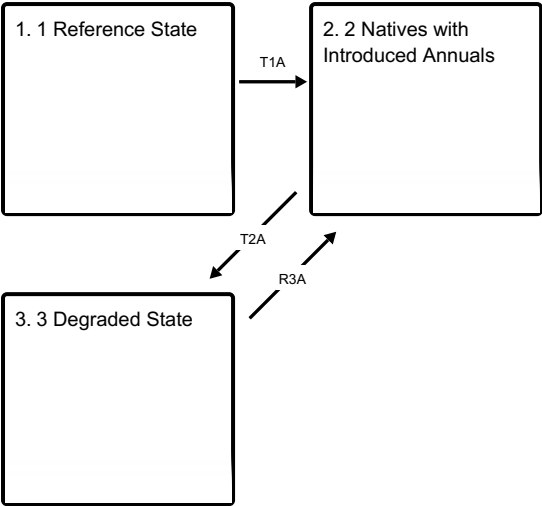 1. 1 Reference State
T1A
2. 2 Natives with
Introduced Annuals
T2A
R3A
3. 3 Degraded State